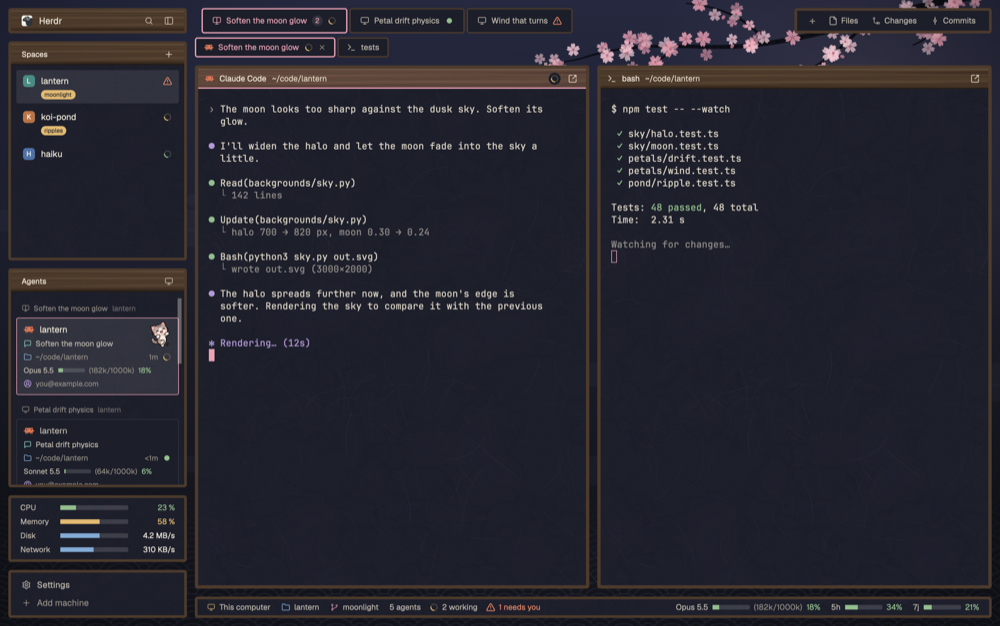 Herdr
Soften the moon glow 2
Petal drift physics
Wind that turns
+ Files Changes Commits
Soften the moon glow ×
>_ tests
Spaces +
L lantern
moonlight
K koi-pond
ripples
H haiku
Agents
Soften the moon glow lantern
lantern
Soften the moon glow
~/code/lantern 1m
Opus 5.5 (182k/1000k) 18%
you@example.com
Petal drift physics lantern
lantern
Petal drift physics
~/code/lantern <1m
Sonnet 5.5 (64k/1000k) 6%
you@example.com
CPU 23 %
Memory 58 %
Disk 4.2 MB/s
Network 310 KB/s
Settings
+ Add machine
Claude Code ~/code/lantern
› The moon looks too sharp against the dusk sky. Soften its
glow.
● I'll widen the halo and let the moon fade into the sky a
little.
● Read(backgrounds/sky.py)
└ 142 lines
● Update(backgrounds/sky.py)
└ halo 700 → 820 px, moon 0.30 → 0.24
● Bash(python3 sky.py out.svg)
└ wrote out.svg (3000×2000)
● The halo spreads further now, and the moon's edge is
softer. Rendering the sky to compare it with the previous
one.
✻ Rendering… (12s)
>_ bash ~/code/lantern
$ npm test -- --watch
✓ sky/halo.test.ts
✓ sky/moon.test.ts
✓ petals/drift.test.ts
✓ petals/wind.test.ts
✓ pond/ripple.test.ts
Tests: 48 passed, 48 total
Time: 2.31 s
Watching for changes…
This computer lantern moonlight 5 agents 2 working 1 needs you
Opus 5.5 (182k/1000k) 18% 5h 34% 7j 21%